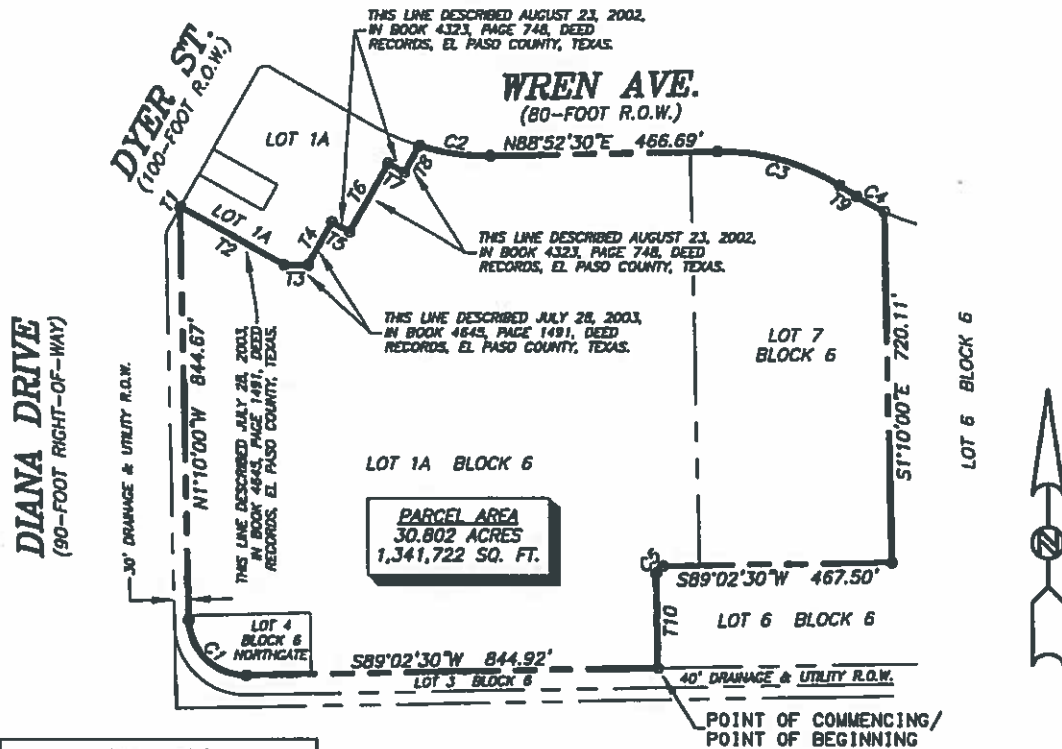 THIS LINE DESCRIBED AUGUST 23, 2002,
IN BOOK 4323, PAGE 748, DEED
RECORDS, EL PASO COUNTY, TEXAS.
DYER ST.
(100-FOOT R.O.W.)
WREN AVE.
(80-FOOT R.O.W.)
LOT 1A
C2
N88°52'30"E 466.69'
C3
T9
C4
T8
T7
T6
T1
LOT 1A
T2
T4
T5
T3
THIS LINE DESCRIBED AUGUST 23, 2002,
IN BOOK 4323, PAGE 748, DEED
RECORDS, EL PASO COUNTY, TEXAS.
THIS LINE DESCRIBED JULY 28, 2003,
IN BOOK 4645, PAGE 1491, DEED
RECORDS, EL PASO COUNTY, TEXAS.
DIANA DRIVE
(90-FOOT RIGHT-OF-WAY)
30' DRAINAGE & UTILITY R.O.W.
N1°10'00"W 844.67'
THIS LINE DESCRIBED JULY 28, 2003,
IN BOOK 4645, PAGE 1491, DEED
RECORDS, EL PASO COUNTY, TEXAS.
LOT 7
BLOCK 6
S1°10'00"E 720.11'
LOT 6 BLOCK 6
LOT 1A BLOCK 6
PARCEL AREA
30.802 ACRES
1,341,722 SQ. FT.
N
C5
S89°02'30"W 467.50'
T10
LOT 6 BLOCK 6
LOT 4
BLOCK 6
NORTHGATE
C1
S89°02'30"W 844.92'
LOT 3 BLOCK 6
40' DRAINAGE & UTILITY R.O.W.
POINT OF COMMENCING/
POINT OF BEGINNING